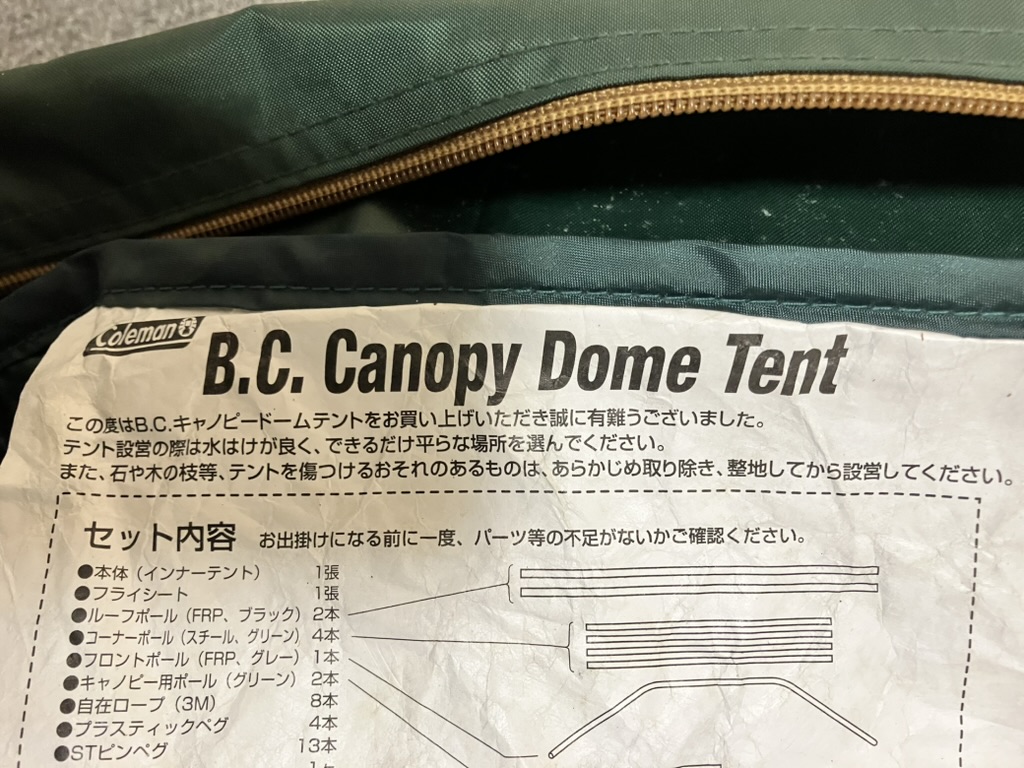 Coleman
B.C. Canopy Dome Tent
この度はB.C.キャノピードームテントをお買い上げいただき誠に有難うございました。
テント設営の際は水はけが良く、できるだけ平らな場所を選んでください。
また、石や木の枝等、テントを傷つけるおそれのあるものは、あらかじめ取り除き、整地してから設営してください。
セット内容 お出掛けになる前に一度、パーツ等の不足がないかご確認ください。
●本体（インナーテント） 1張
●フライシート 1張
●ルーフポール（FRP、ブラック） 2本
●コーナーポール（スチール、グリーン） 4本
●フロントポール（FRP、グレー） 1本
●キャノピー用ポール（グリーン） 2本
●自在ロープ（3M） 8本
●プラスティックペグ 4本
●STピンペグ 13本